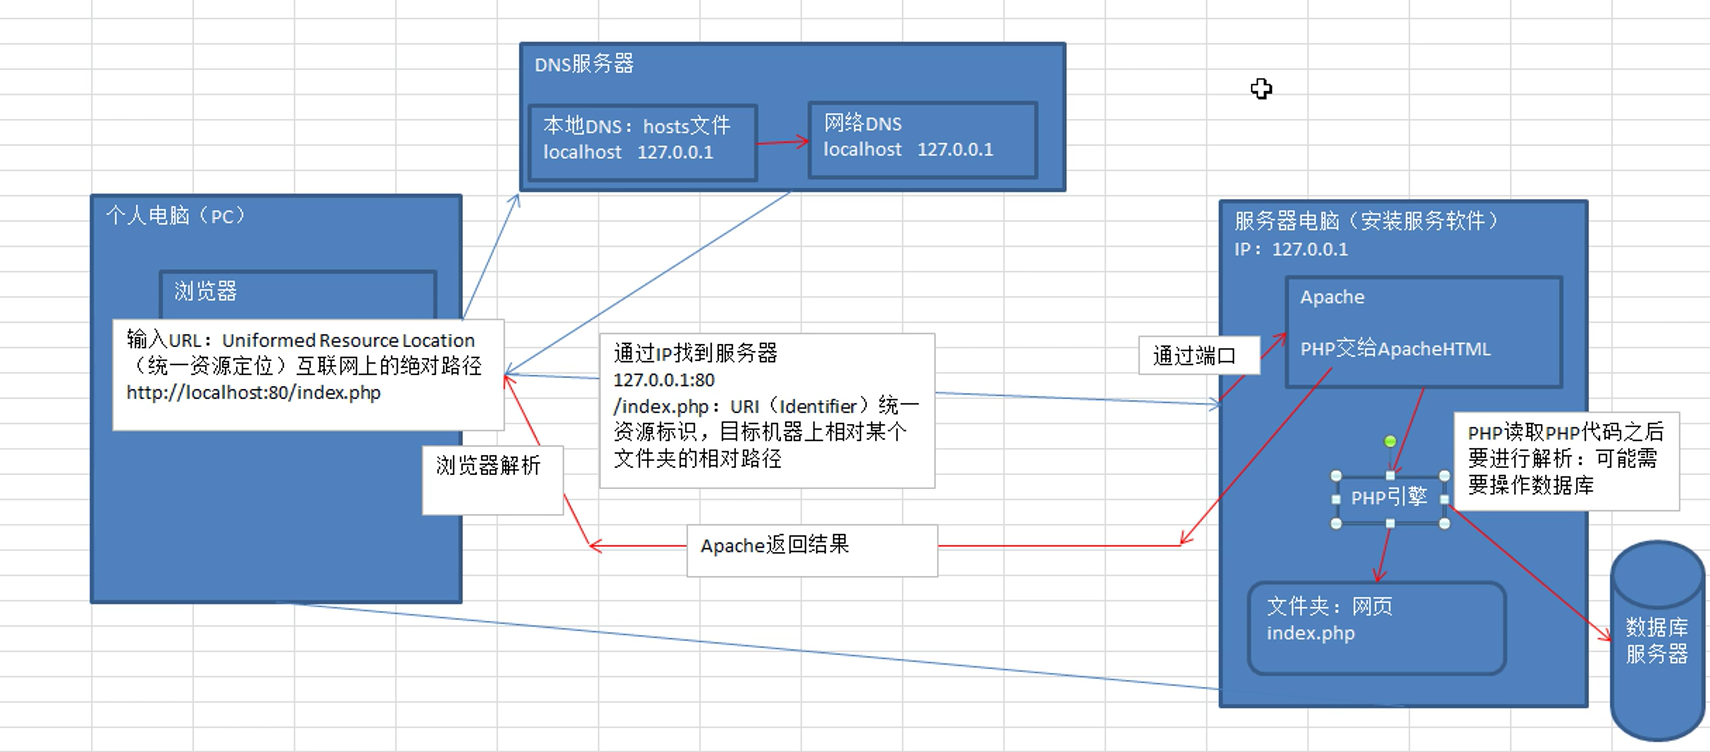 DNS服务器
本地DNS：hosts文件
localhost   127.0.0.1
网络DNS
localhost   127.0.0.1
个人电脑（PC）
浏览器
输入URL：Uniformed Resource Location
（统一资源定位）互联网上的绝对路径
http://localhost:80/index.php
浏览器解析
通过IP找到服务器
127.0.0.1:80
/index.php：URI（Identifier）统一
资源标识，目标机器上相对某个
文件夹的相对路径
Apache返回结果
通过端口
服务器电脑（安装服务软件）
IP：127.0.0.1
Apache
PHP交给ApacheHTML
PHP引擎
PHP读取PHP代码之后
要进行解析：可能需
要操作数据库
文件夹：网页
index.php
数据库
服务器